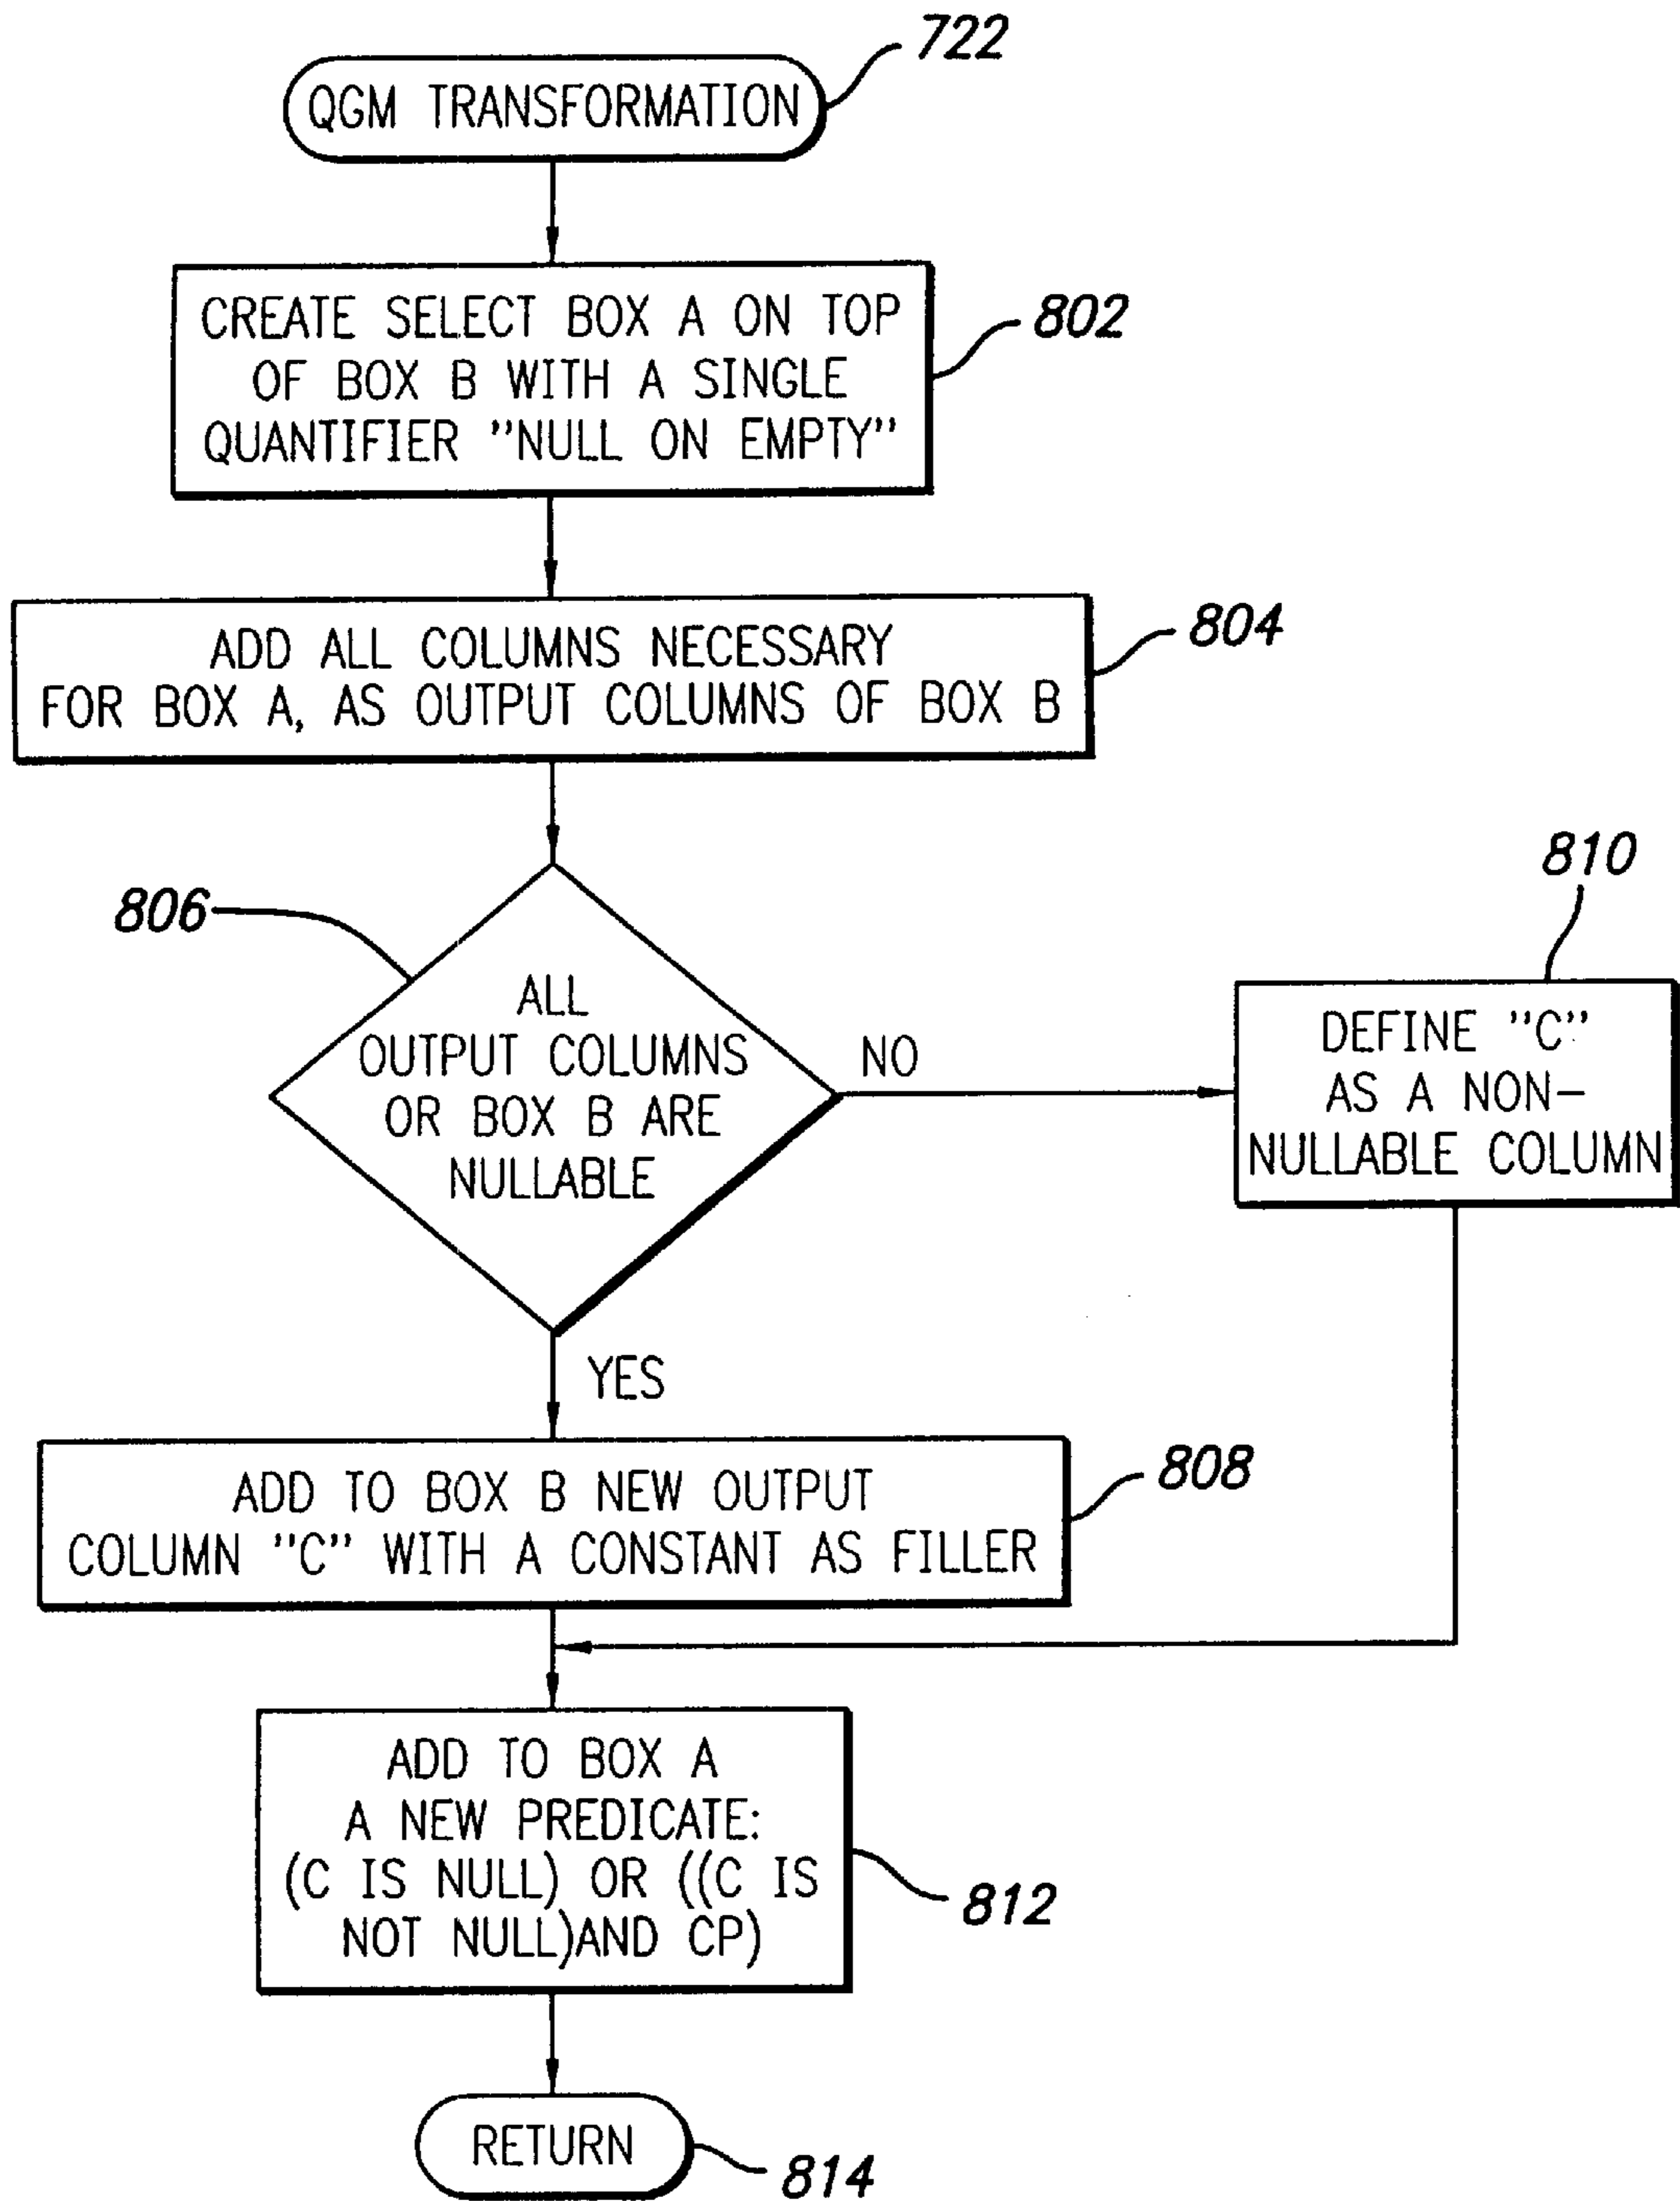 722
QGM TRANSFORMATION
CREATE SELECT BOX A ON TOP
OF BOX B WITH A SINGLE
QUANTIFIER "NULL ON EMPTY"
802
ADD ALL COLUMNS NECESSARY
FOR BOX A, AS OUTPUT COLUMNS OF BOX B
804
806
ALL
OUTPUT COLUMNS
OR BOX B ARE
NULLABLE
NO
810
DEFINE "C"
AS A NON-
NULLABLE COLUMN
YES
ADD TO BOX B NEW OUTPUT
COLUMN "C" WITH A CONSTANT AS FILLER
808
ADD TO BOX A
A NEW PREDICATE:
(C IS NULL) OR ((C IS
NOT NULL)AND CP)
812
RETURN
814